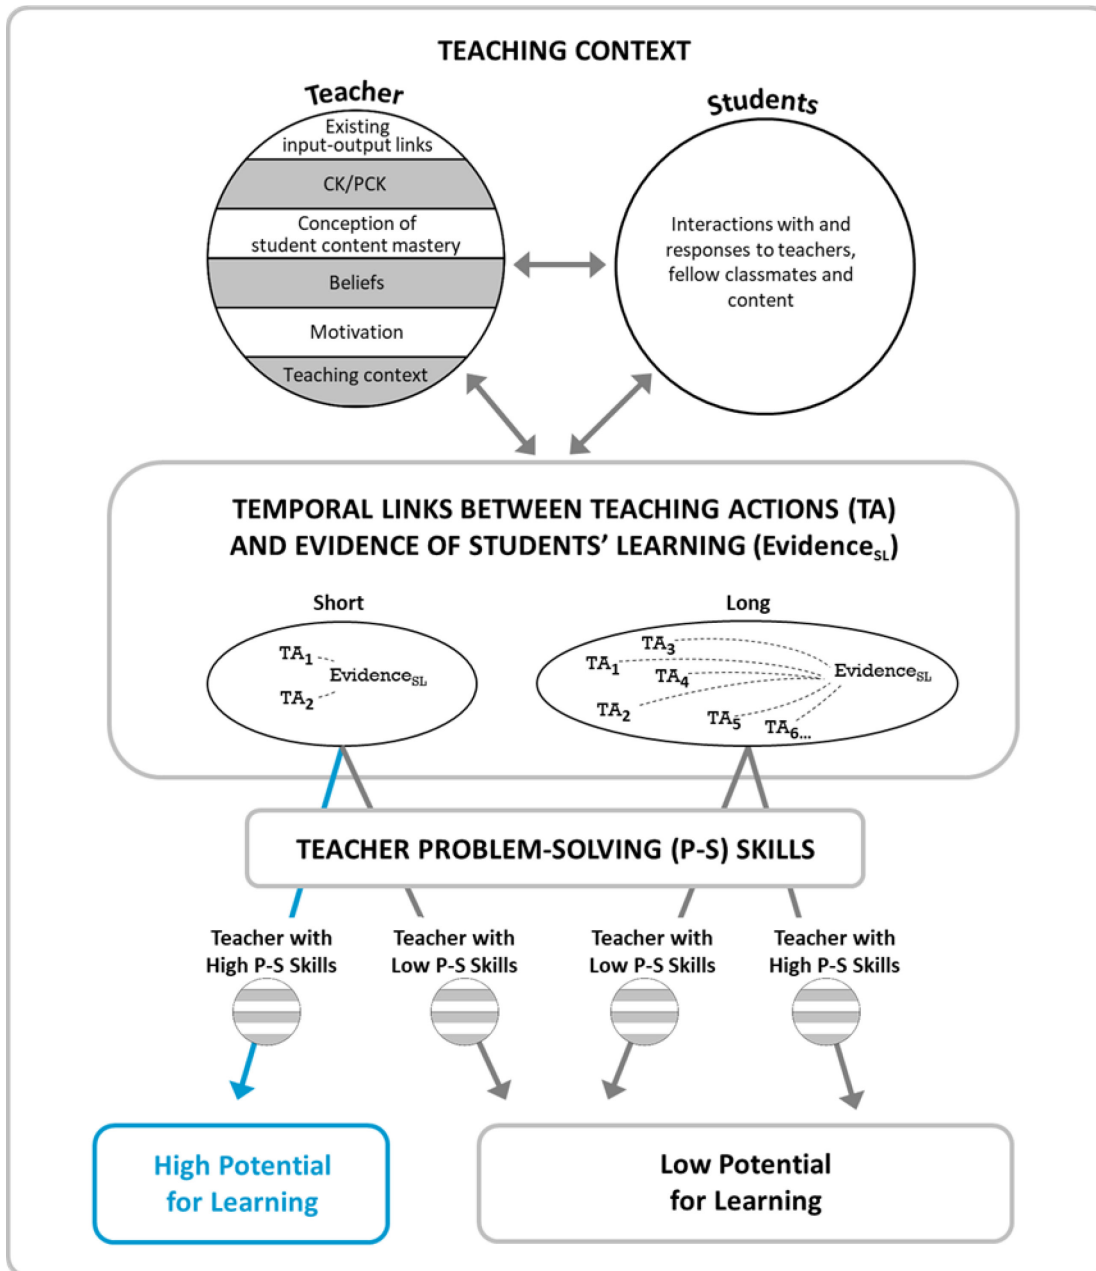 TEACHING CONTEXT
Teacher
Existing
input-output links
CK/PCK
Conception of
student content mastery
Beliefs
Motivation
Teaching context
Students
Interactions with and
responses to teachers,
fellow classmates and
content
TEMPORAL LINKS BETWEEN TEACHING ACTIONS (TA)
AND EVIDENCE OF STUDENTS’ LEARNING (EvidenceSL)
Short
TA1
EvidenceSL
TA2
Long
TA3
TA1
TA4
EvidenceSL
TA2
TA5
TA6...
TEACHER PROBLEM-SOLVING (P-S) SKILLS
Teacher with
High P-S Skills
Teacher with
Low P-S Skills
Teacher with
Low P-S Skills
Teacher with
High P-S Skills
High Potential
for Learning
Low Potential
for Learning